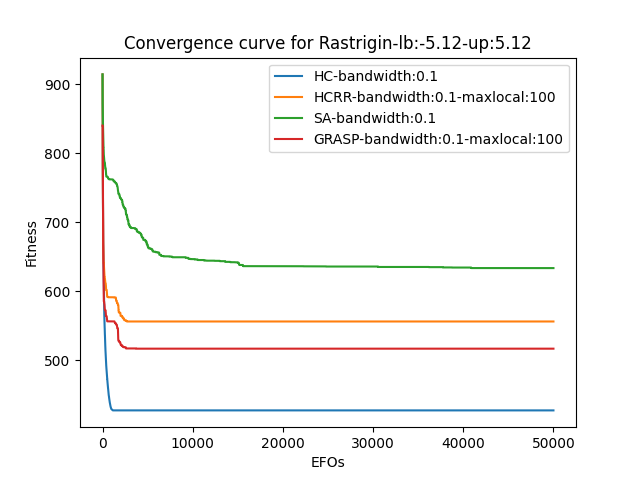 Convergence curve for Rastrigin-lb:-5.12-up:5.12
HC-bandwidth:0.1
HCRR-bandwidth:0.1-maxlocal:100
SA-bandwidth:0.1
GRASP-bandwidth:0.1-maxlocal:100
Fitness
900
800
700
600
500
0 10000 20000 30000 40000 50000
EFOs